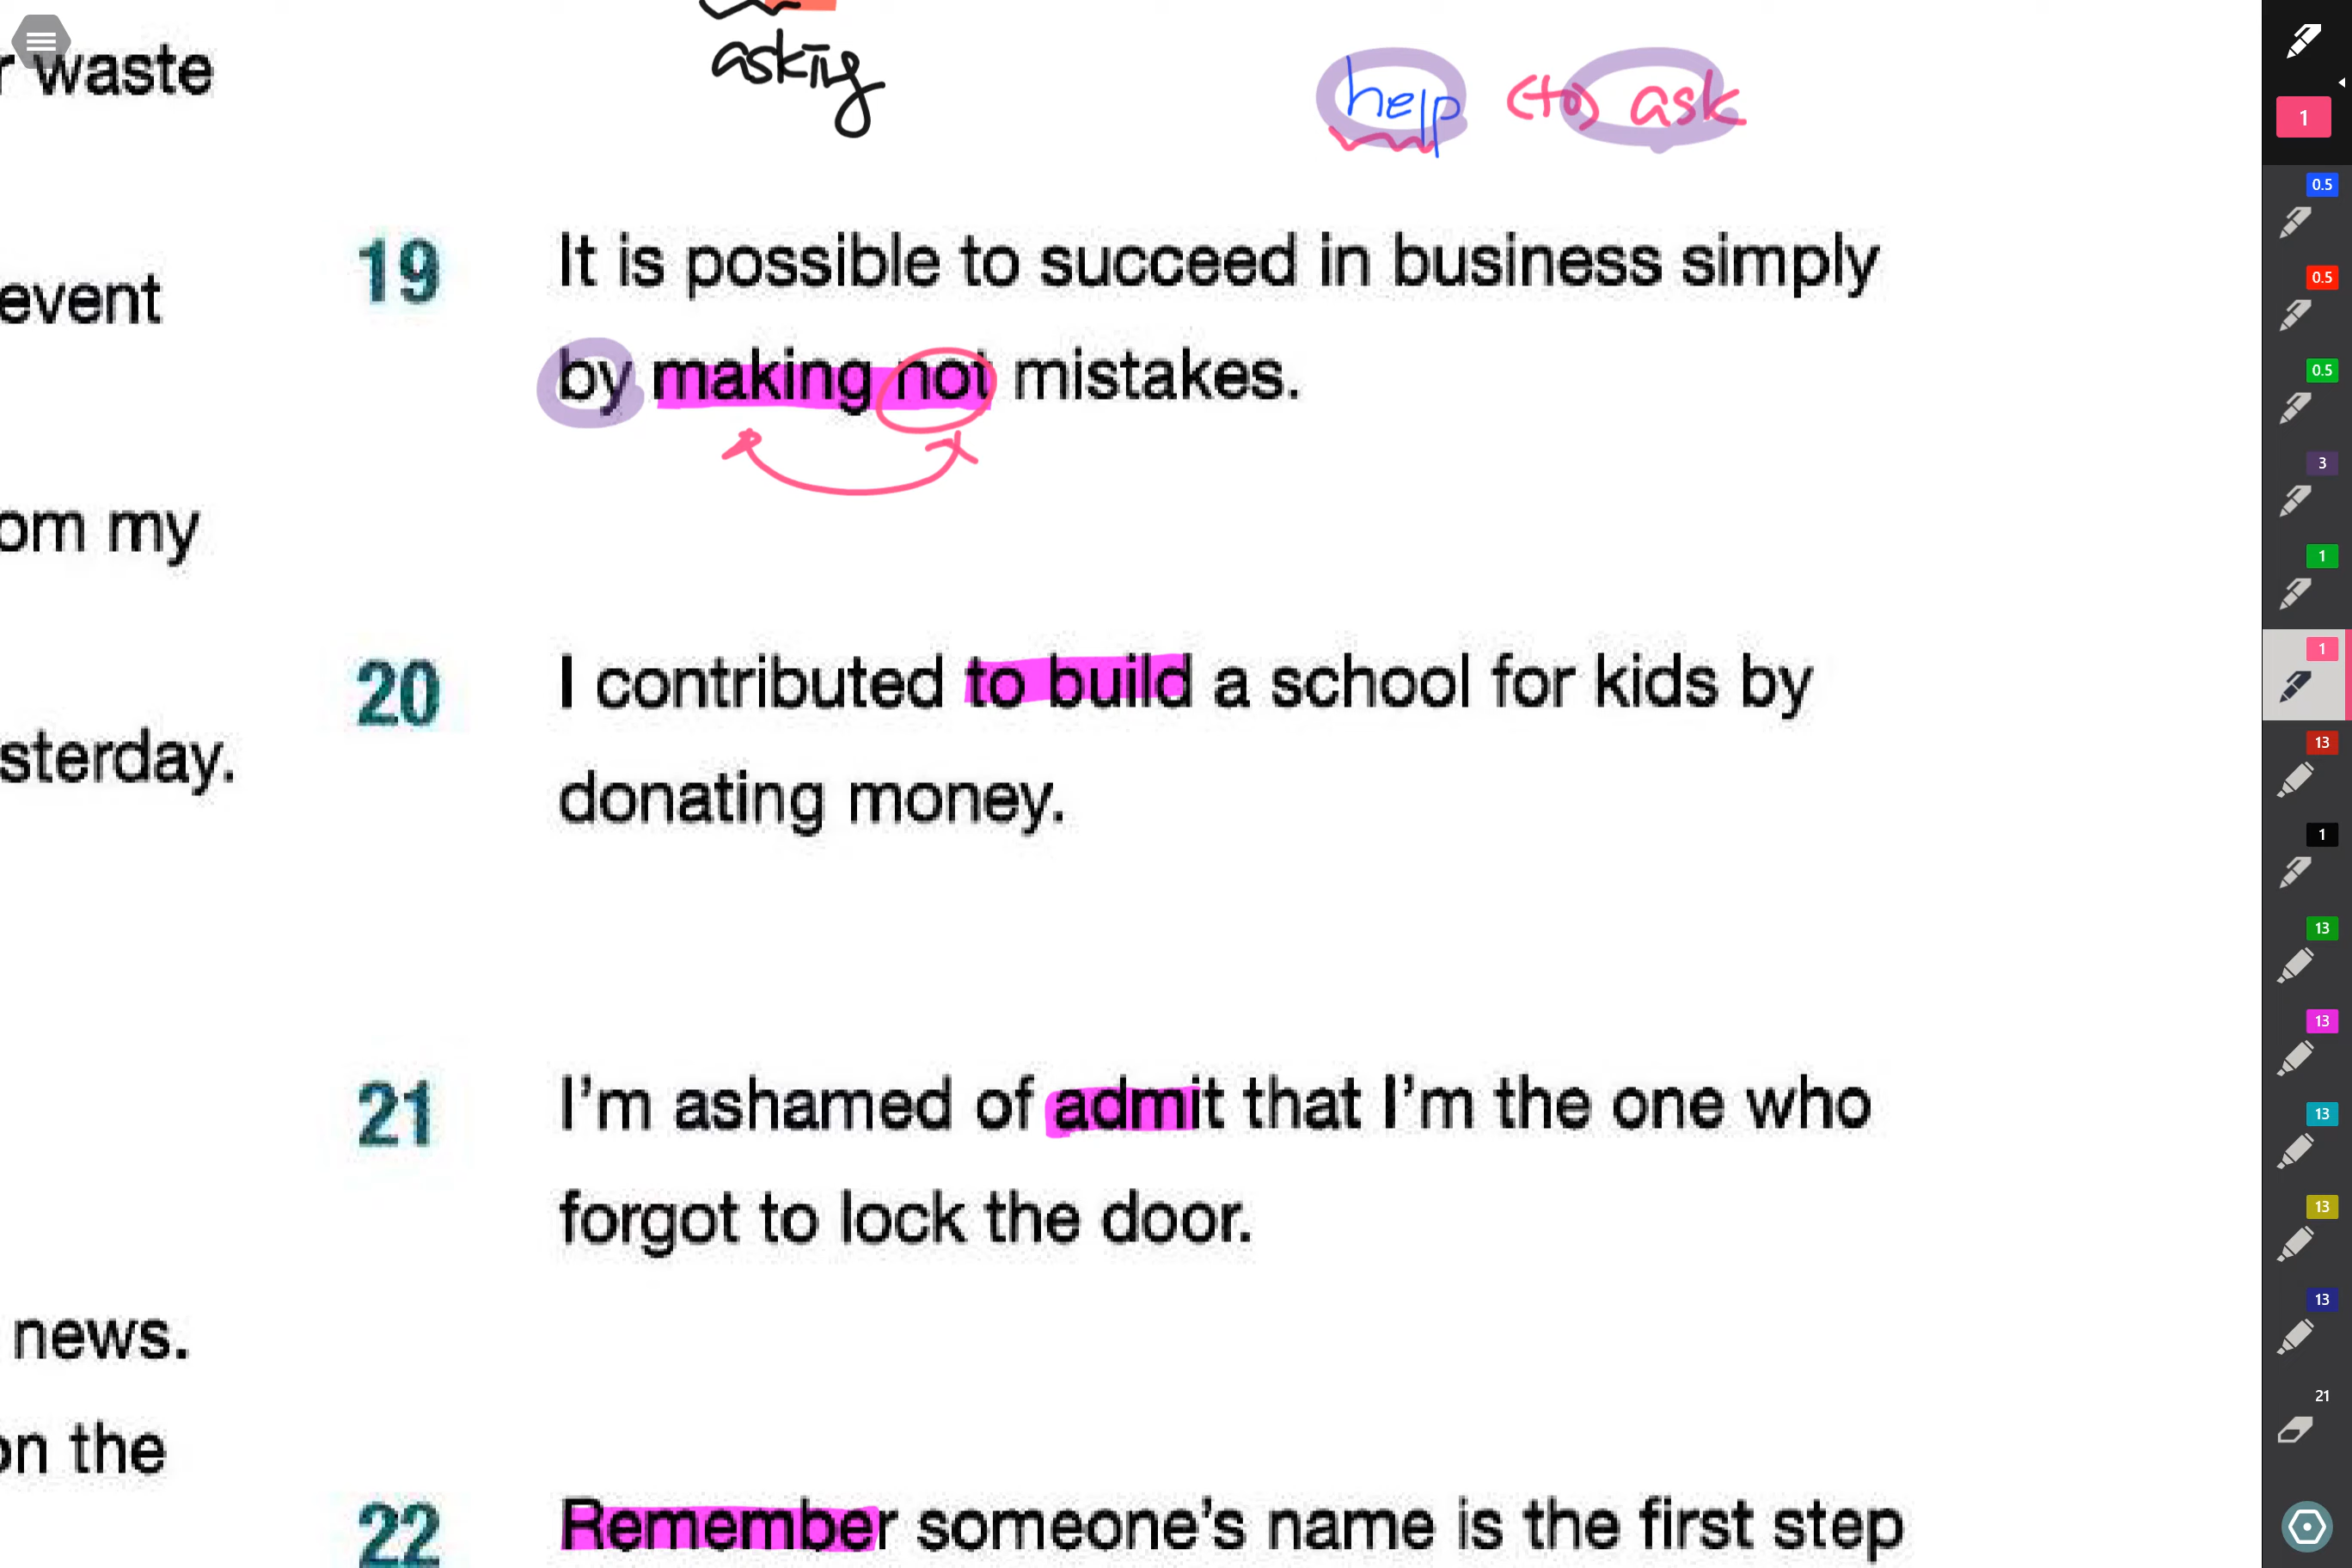 waste
event
om my
sterday.
news.
on the
asking
help (to) ask
19 It is possible to succeed in business simply
by making not mistakes.
20 I contributed to build a school for kids by
donating money.
21 I'm ashamed of admit that I'm the one who
forgot to lock the door.
22 Remember someone's name is the first step
1
0.5
0.5
0.5
3
1
1
13
1
13
13
13
13
13
21